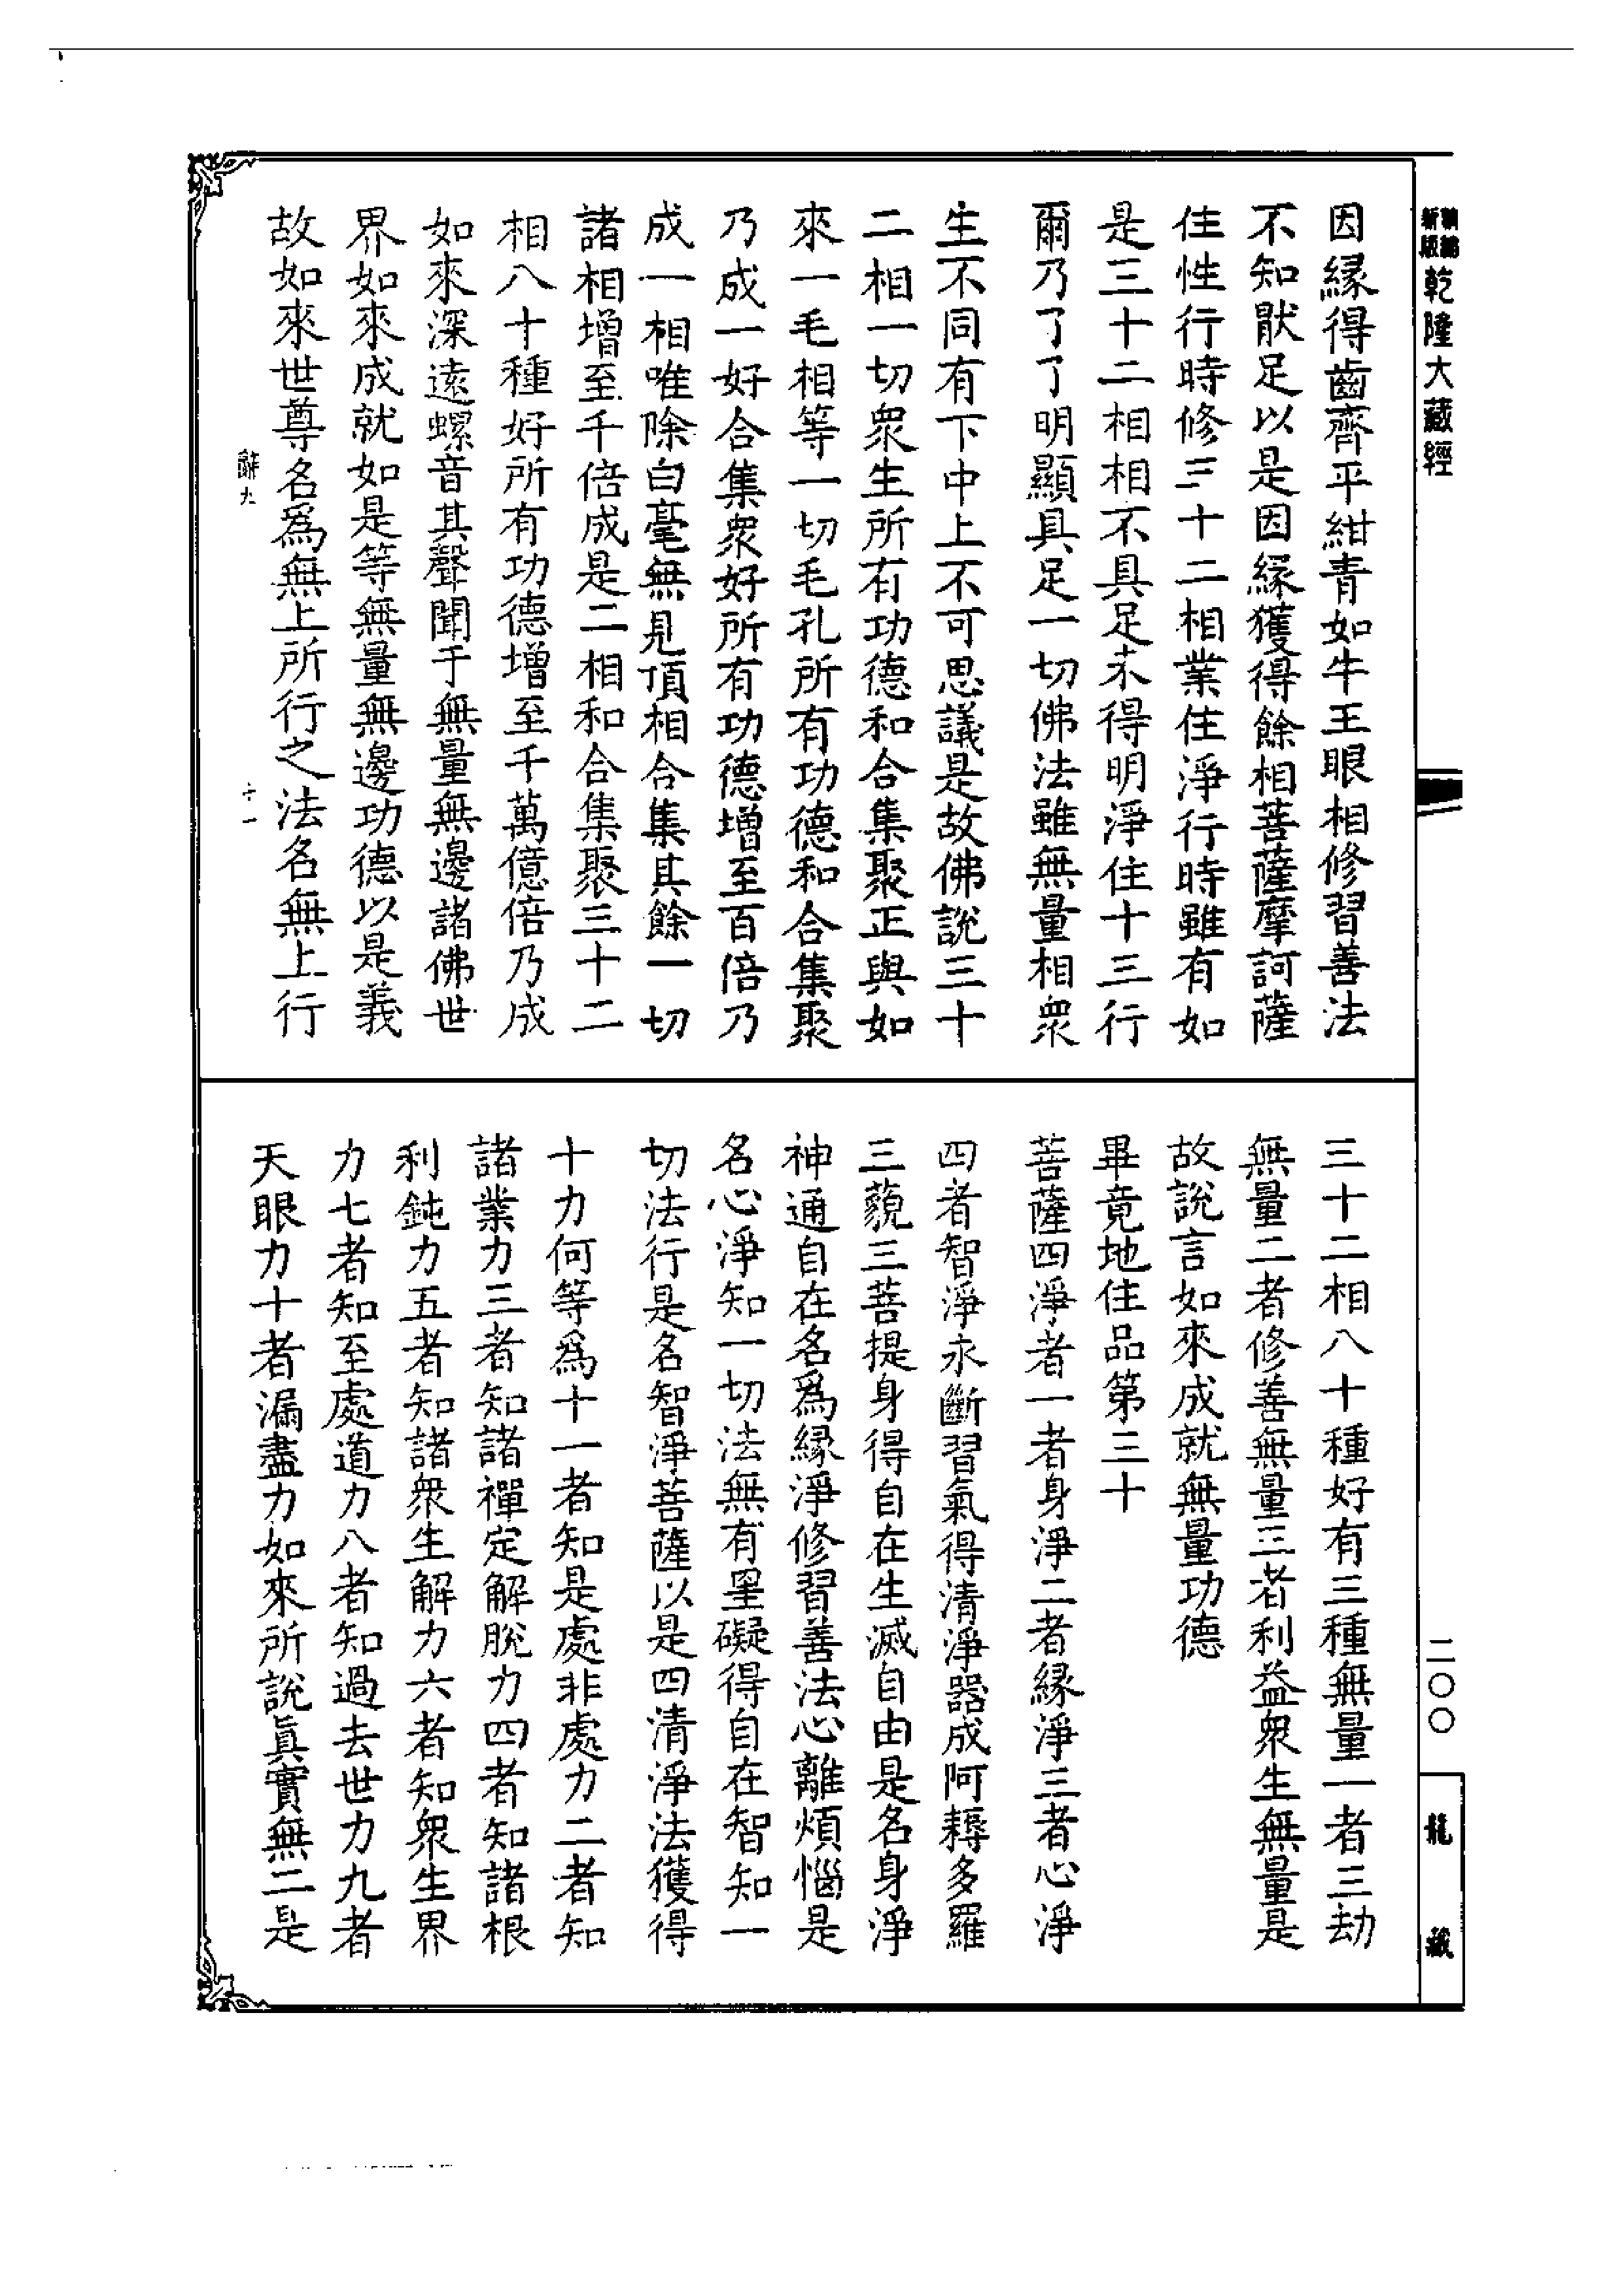 新編
新版
乾隆大藏經
因緣得齒齊平紺青如牛王眼相修習善法
不知猒足以是因緣獲得餘相菩薩摩訶薩
住性行時修三十二相業住淨行時雖有如
是三十二相相不具足未得明淨住十三行
爾乃了了明顯具足一切佛法雖無量相衆
生不同有下中上不可思議是故佛說三十
二相一切衆生所有功德和合集聚正與如
來一毛相等一切毛孔所有功德和合集聚
乃成一好合集衆好所有功德增至百倍乃
成一相唯除白毫無見頂相合集其餘一切
諸相增至千倍成是二相和合集聚三十二
相八十種好所有功德增至千萬億倍乃成
如來深遠螺音其聲聞于無量無邊諸佛世
界如來成就如是等無量無邊功德以是義
故如來世尊名爲無上所行之法名無上行
辭九
十一
三十二相八十種好有三種無量一者三劫
無量二者修善無量三者利益衆生無量是
故說言如來成就無量功德
畢竟地住品第三十
菩薩四淨者一者身淨二者緣淨三者心淨
四者智淨永斷習氣得清淨器成阿耨多羅
三藐三菩提身得自在生滅自由是名身淨
神通自在名爲緣淨修習善法心離煩惱是
名心淨知一切法無有罣礙得自在智知一
切法行是名智淨菩薩以是四清淨法獲得
十力何等爲十一者知是處非處力二者知
諸業力三者知諸禪定解脫力四者知諸根
利鈍力五者知諸衆生解力六者知衆生界
力七者知至處道力八者知過去世力九者
天眼力十者漏盡力如來所說眞實無二是
二〇〇
龍藏